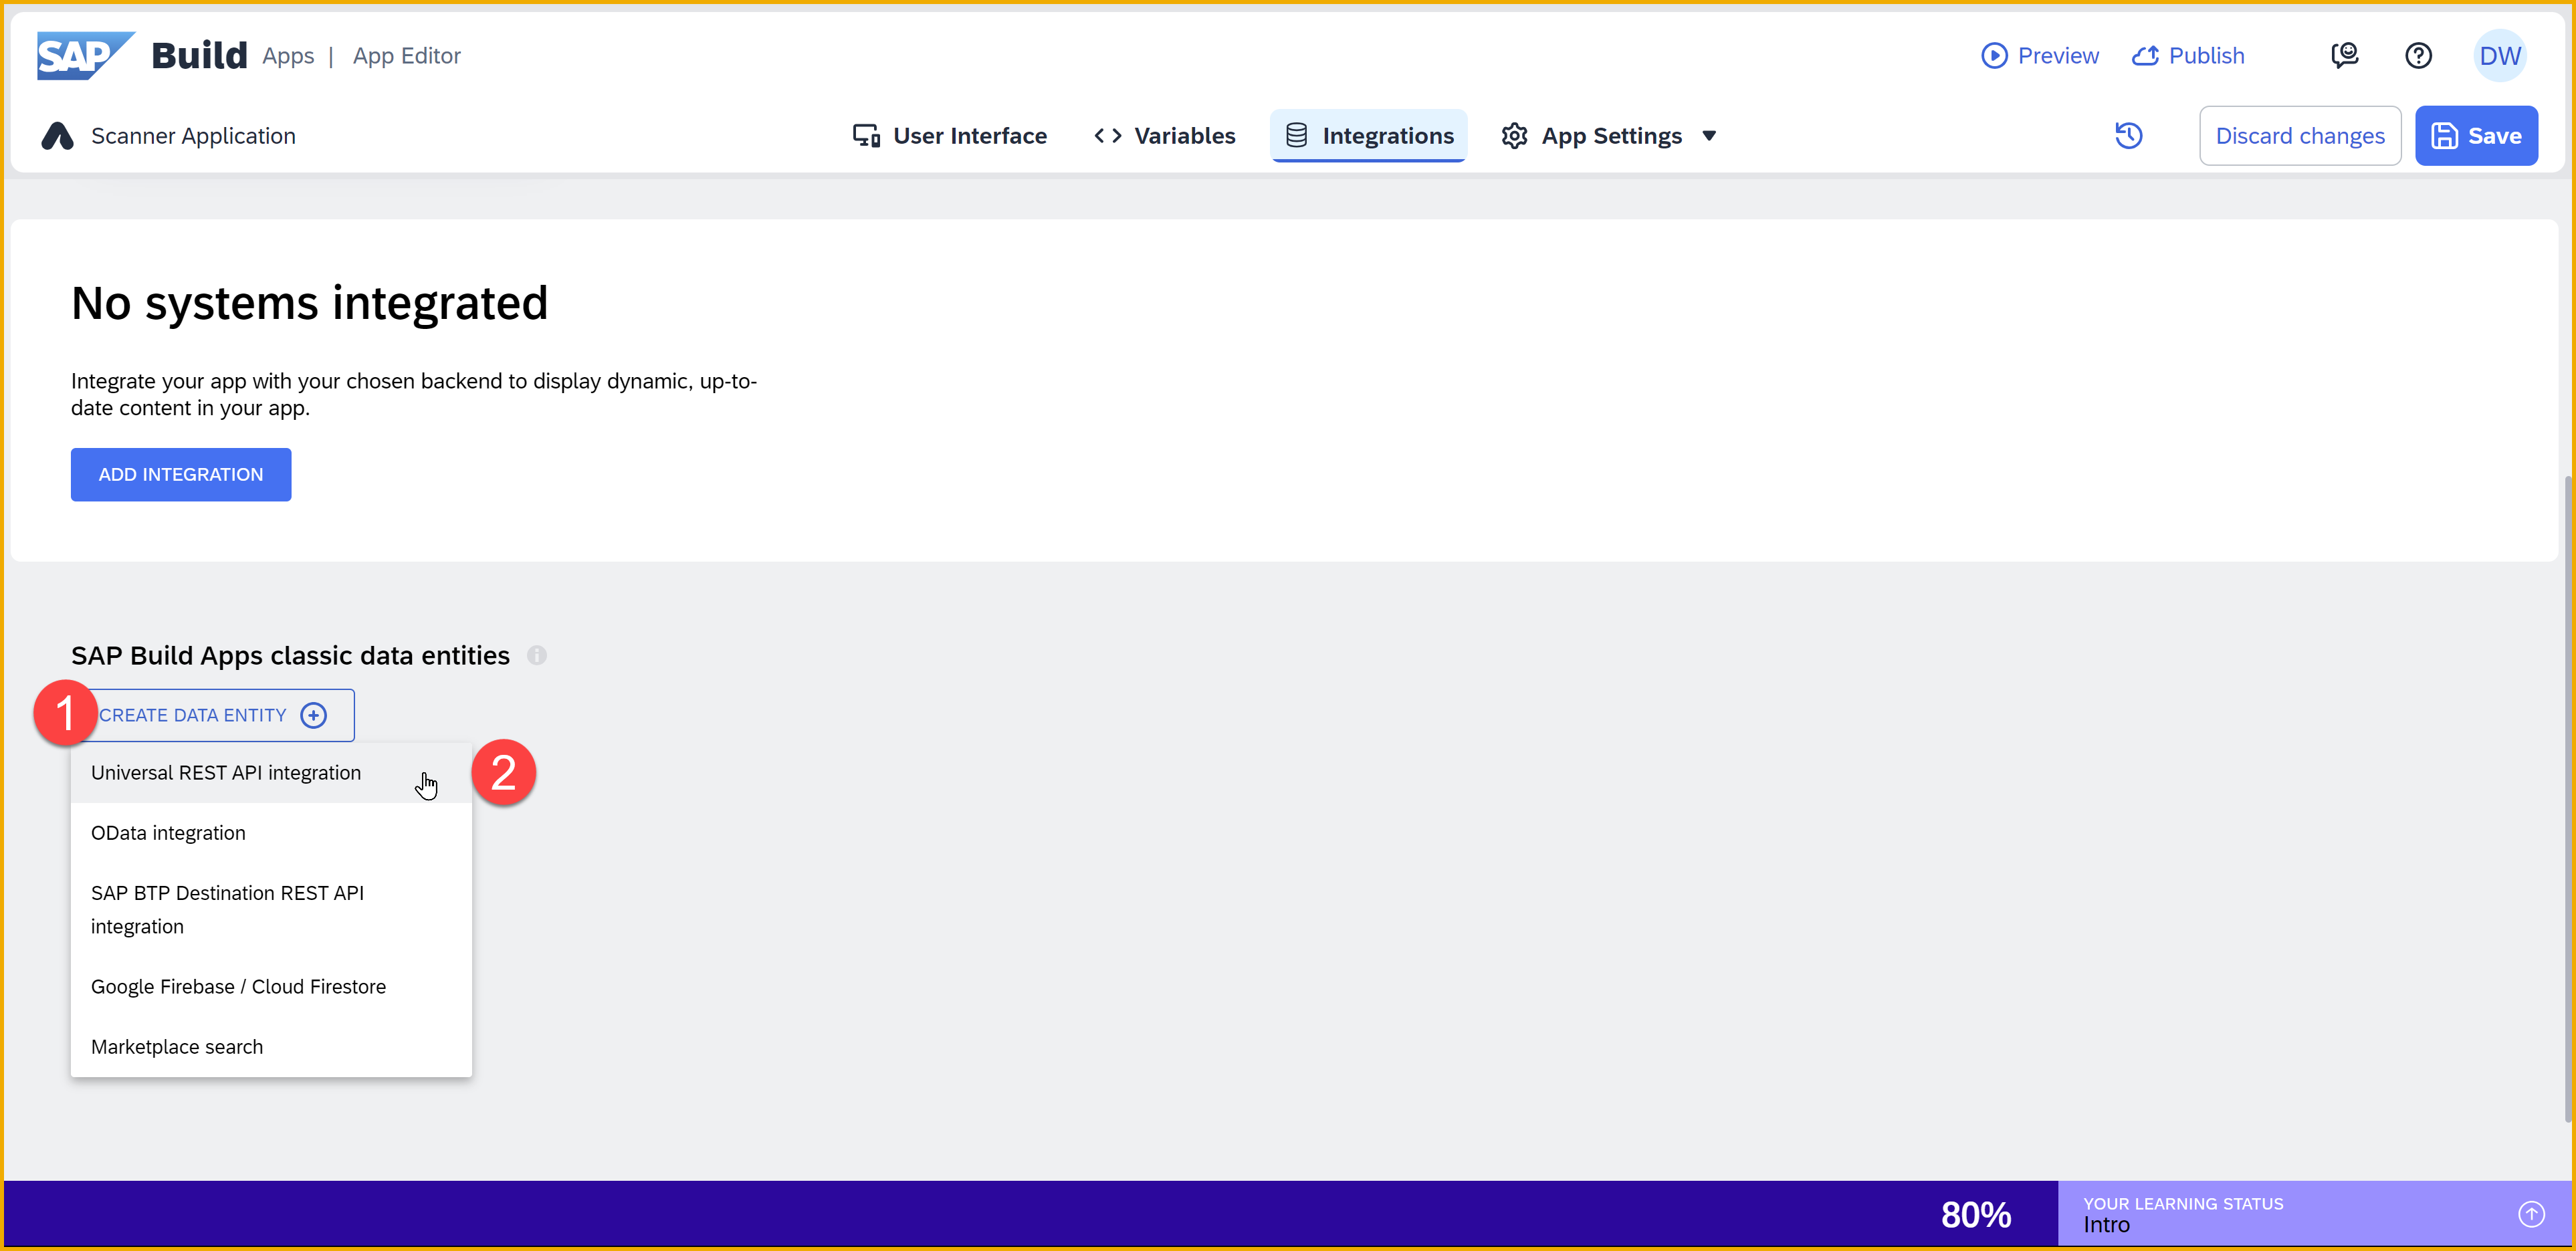 SAP Build Apps | App Editor
Preview Publish DW
Scanner Application
User Interface Variables Integrations App Settings
Discard changes Save
No systems integrated
Integrate your app with your chosen backend to display dynamic, up-to-
date content in your app.
ADD INTEGRATION
SAP Build Apps classic data entities
1 CREATE DATA ENTITY
Universal REST API integration 2
OData integration
SAP BTP Destination REST API
integration
Google Firebase / Cloud Firestore
Marketplace search
80%
YOUR LEARNING STATUS
Intro